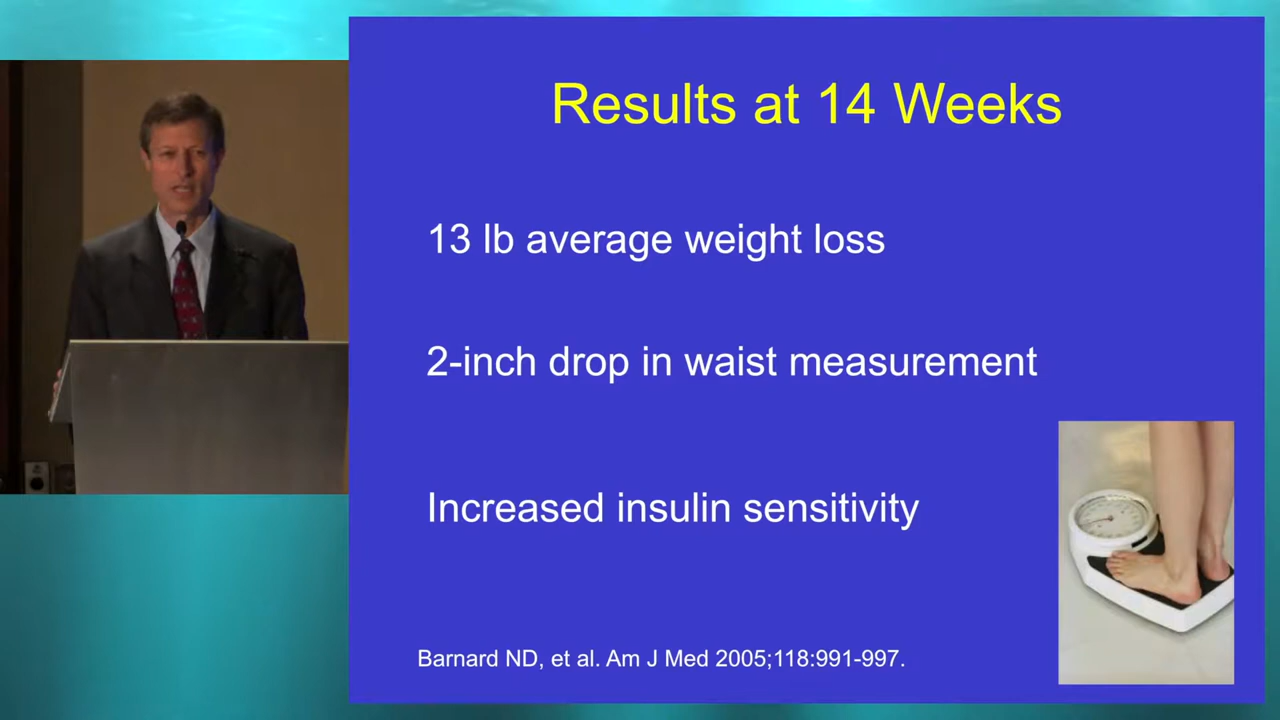 Results at 14 Weeks
13 lb average weight loss
2-inch drop in waist measurement
Increased insulin sensitivity
Barnard ND, et al. Am J Med 2005;118:991-997.